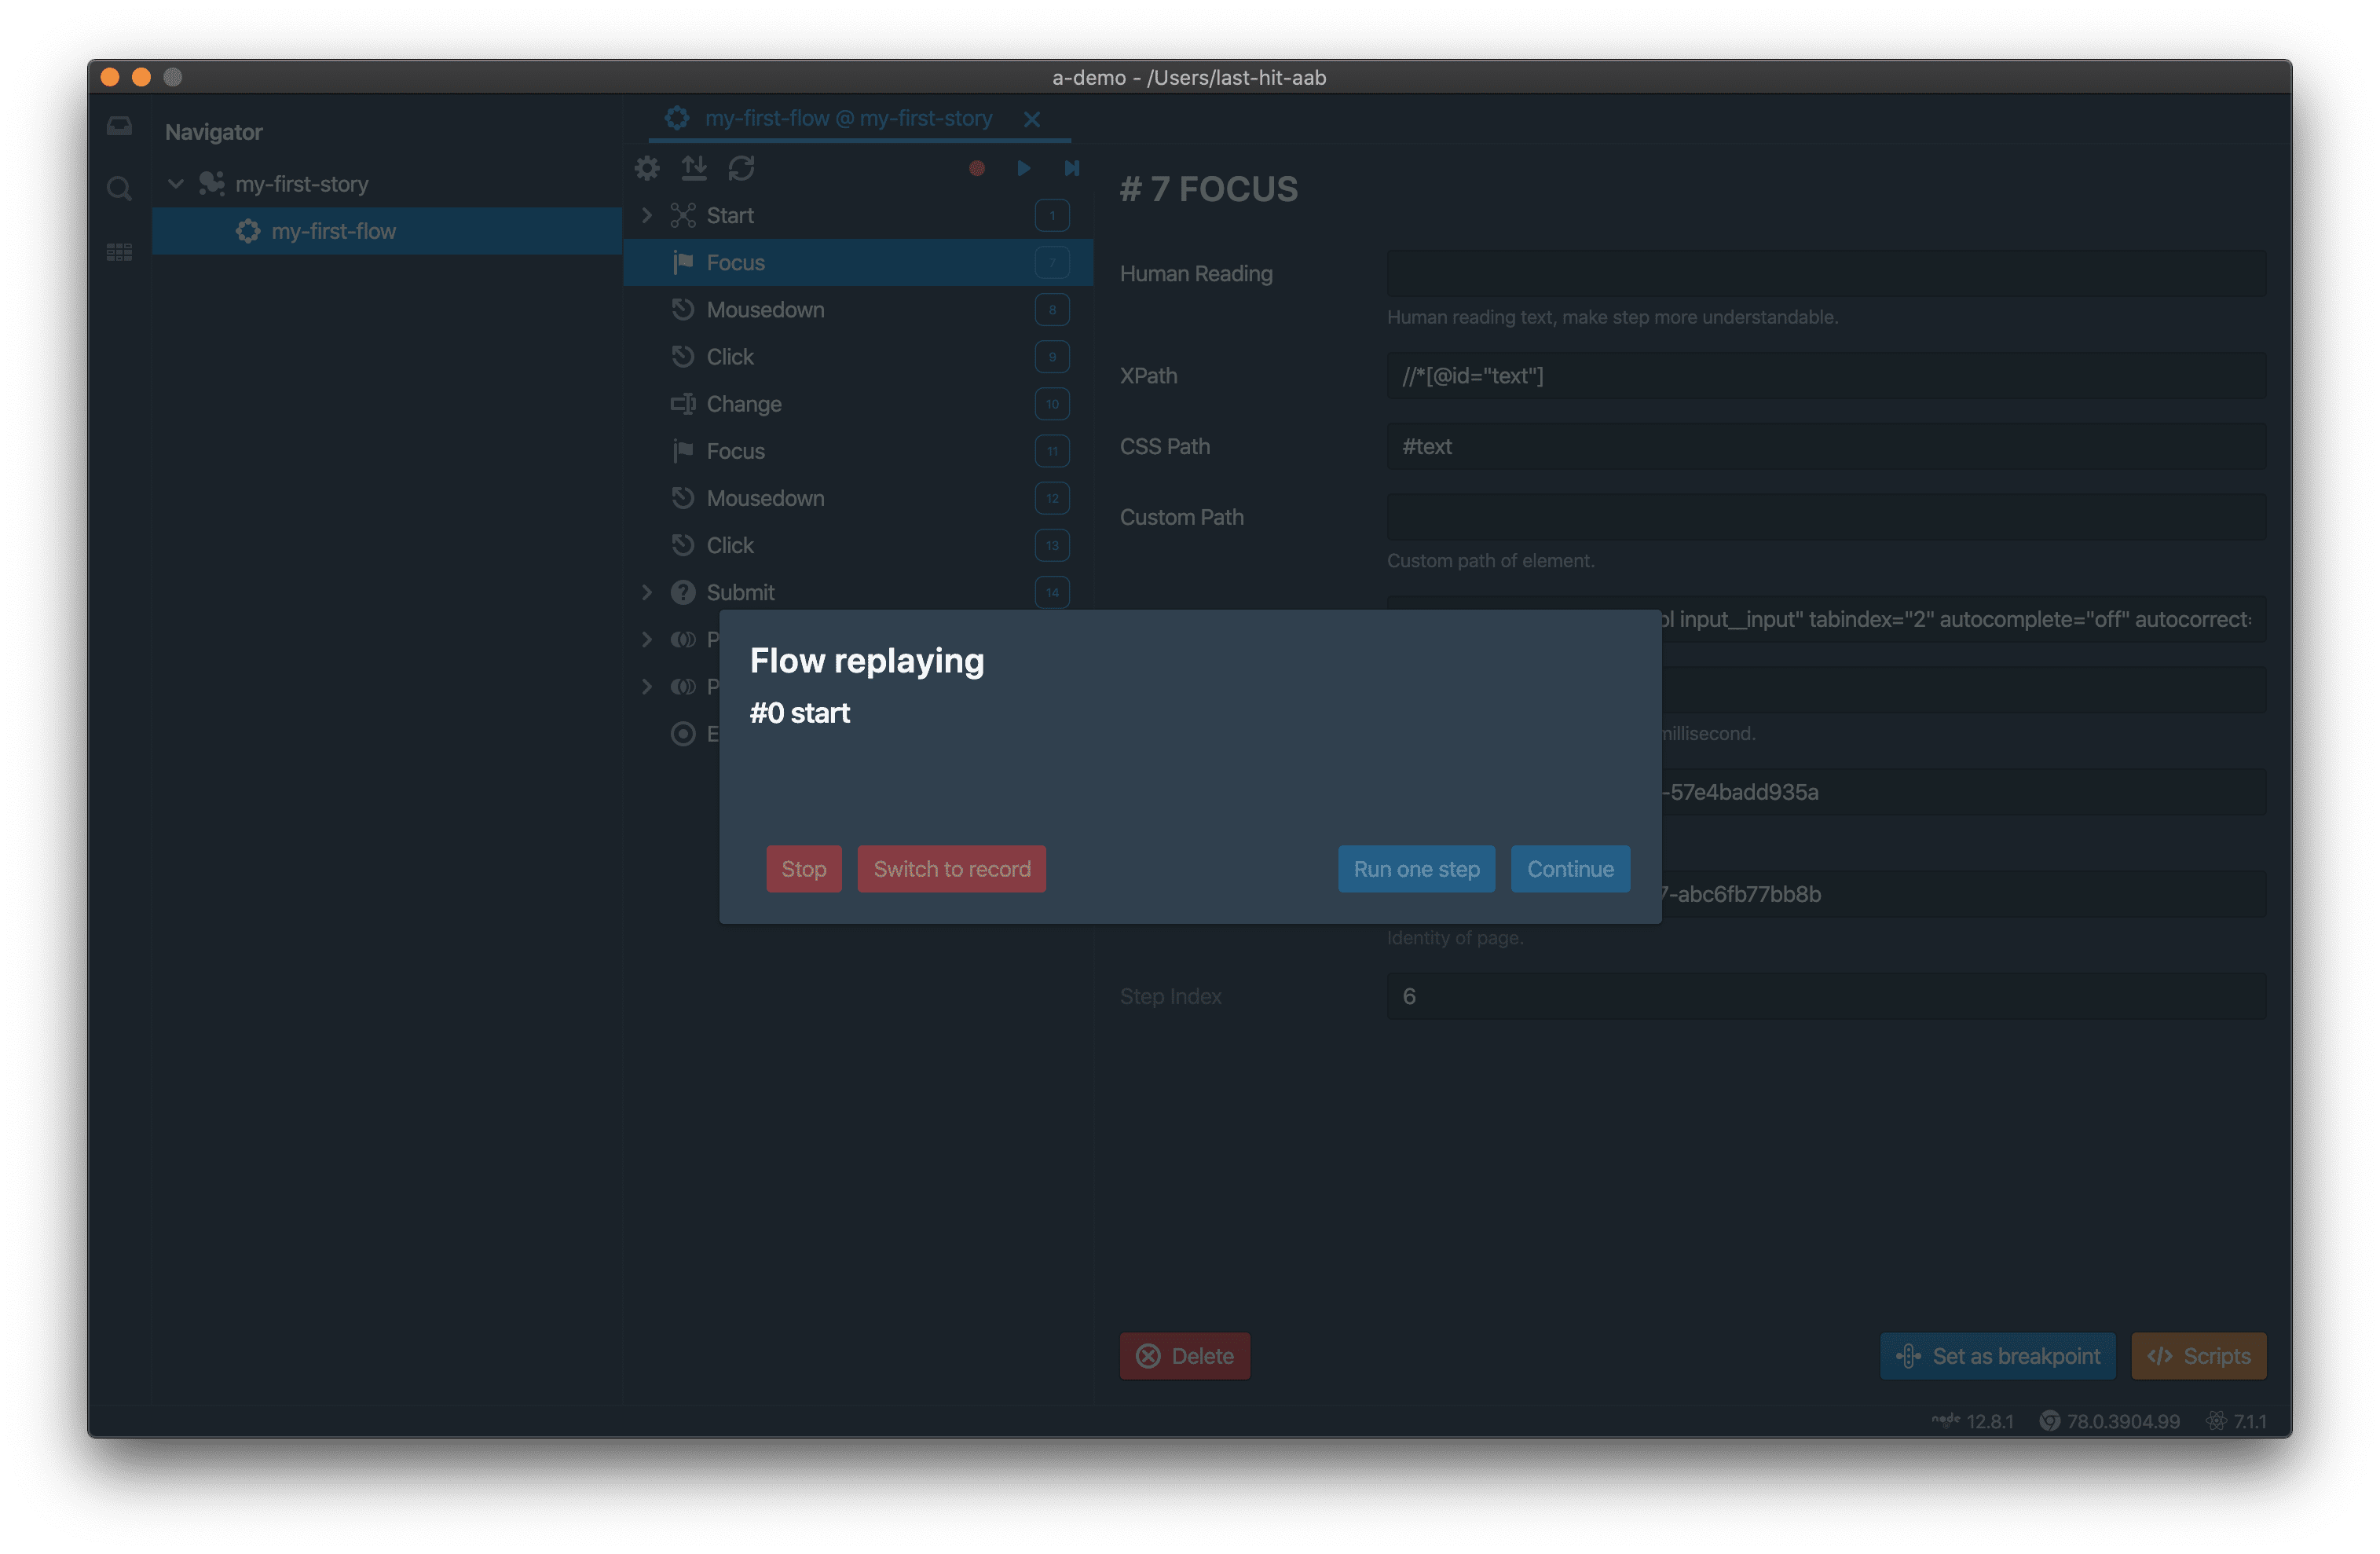 a-demo - /Users/last-hit-aab
Navigator
my-first-story
my-first-flow
my-first-flow @ my-first-story
Start 1
Focus 7
Mousedown 8
Click 9
Change 10
Focus 11
Mousedown 12
Click 13
Submit 14
P
P
E
# 7 FOCUS
Human Reading
Human reading text, make step more understandable.
XPath //*[@id="text"]
CSS Path #text
Custom Path
Custom path of element.
input__input" tabindex="2" autocomplete="off" autocorrect=
millisecond.
-57e4badd935a
7-abc6fb77bb8b
Identity of page.
Step Index 6
Flow replaying
#0 start
Stop
Switch to record
Run one step
Continue
Delete
Set as breakpoint
</> Scripts
node 12.8.1 78.0.3904.99 7.1.1